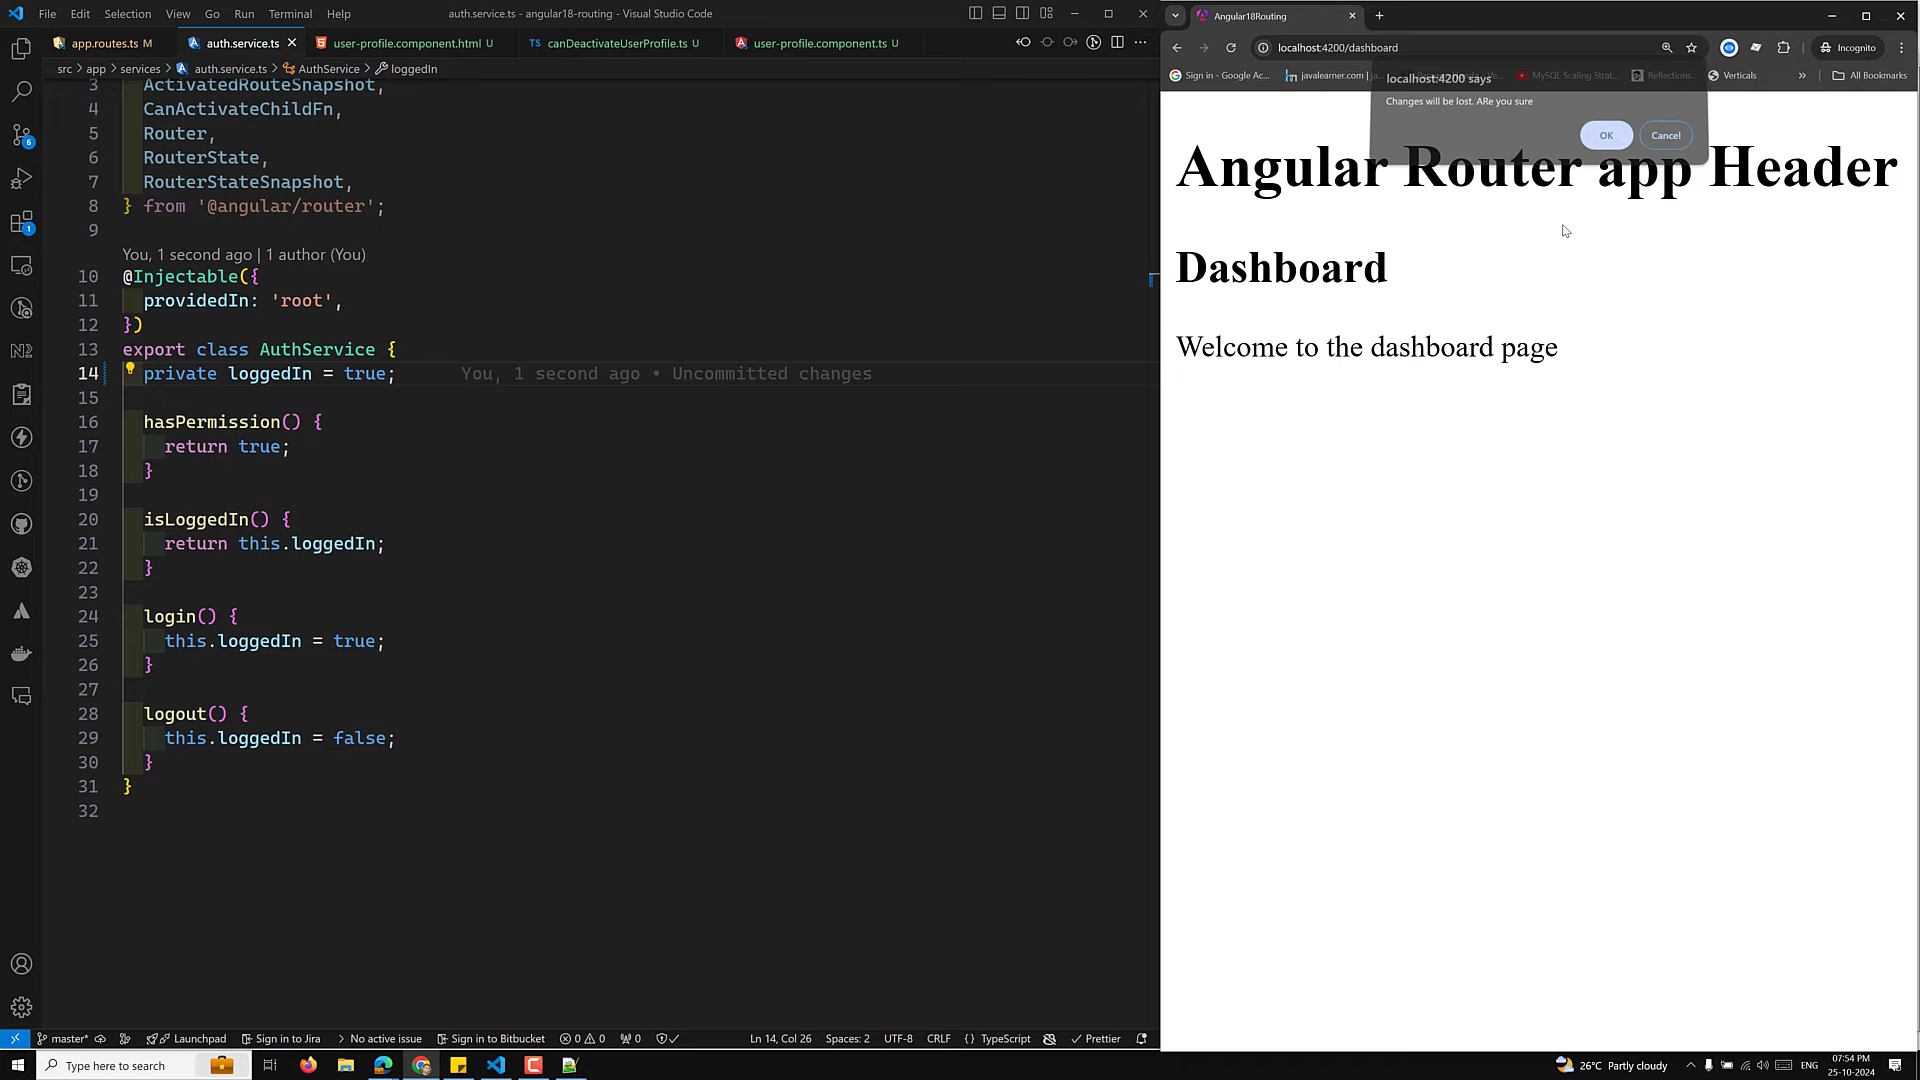 File Edit Selection View Go Run Terminal Help
auth.service.ts - angular18-routing - Visual Studio Code
app.routes.ts M
auth.service.ts
user-profile.component.html U
TS canDeactivateUserProfile.ts U
user-profile.component.ts U
src > app > services > auth.service.ts > AuthService > loggedIn
3 ActivatedRouteSnapshot,
4 CanActivateChildFn,
5 Router,
6 RouterState,
7 RouterStateSnapshot,
8 } from '@angular/router';
9
You, 1 second ago | 1 author (You)
10 @Injectable({
11 providedIn: 'root',
12 })
13 export class AuthService {
14 private loggedIn = true; You, 1 second ago • Uncommitted changes
15
16 hasPermission() {
17 return true;
18 }
19
20 isLoggedIn() {
21 return this.loggedIn;
22 }
23
24 login() {
25 this.loggedIn = true;
26 }
27
28 logout() {
29 this.loggedIn = false;
30 }
31 }
32
master* Launchpad Sign in to Jira No active issue Sign in to Bitbucket 0 0 0
Ln 14, Col 26 Spaces: 2 UTF-8 CRLF {} TypeScript Prettier
Angular18Routing
localhost:4200/dashboard
Incognito
Sign in - Google Ac...
javalearner.com | ja...
MySQL Scaling Strat...
Reflections...
Verticals
» All Bookmarks
localhost:4200 says
Changes will be lost. ARe you sure
OK Cancel
Angular Router app Header
Dashboard
Welcome to the dashboard page
Type here to search
26°C Partly cloudy
ENG
07:54 PM
25-10-2024